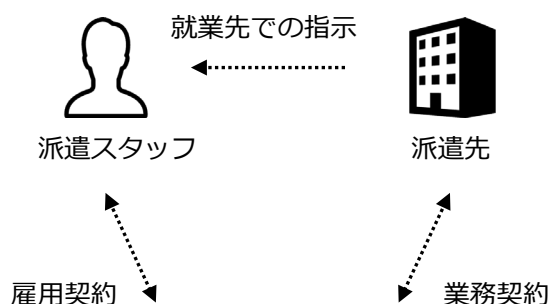 就業先での指示
派遣スタッフ
派遣先
雇用契約
業務契約